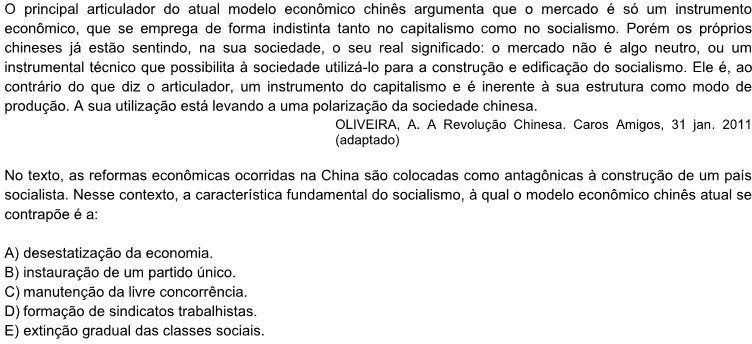 O principal articulador do atual modelo econômico chinês argumenta que o mercado é só um instrumento
econômico, que se emprega de forma indistinta tanto no capitalismo como no socialismo. Porém os próprios
chineses já estão sentindo, na sua sociedade, o seu real significado: o mercado não é algo neutro, ou um
instrumental técnico que possibilita à sociedade utilizá-lo para a construção e edificação do socialismo. Ele é, ao
contrário do que diz o articulador, um instrumento do capitalismo e é inerente à sua estrutura como modo de
produção. A sua utilização está levando a uma polarização da sociedade chinesa.
OLIVEIRA, A. A Revolução Chinesa. Caros Amigos, 31 jan. 2011
(adaptado)
No texto, as reformas econômicas ocorridas na China são colocadas como antagônicas à construção de um país
socialista. Nesse contexto, a característica fundamental do socialismo, à qual o modelo econômico chinês atual se
contrapõe é a:
A) desestatização da economia.
B) instauração de um partido único.
C) manutenção da livre concorrência.
D) formação de sindicatos trabalhistas.
E) extinção gradual das classes sociais.